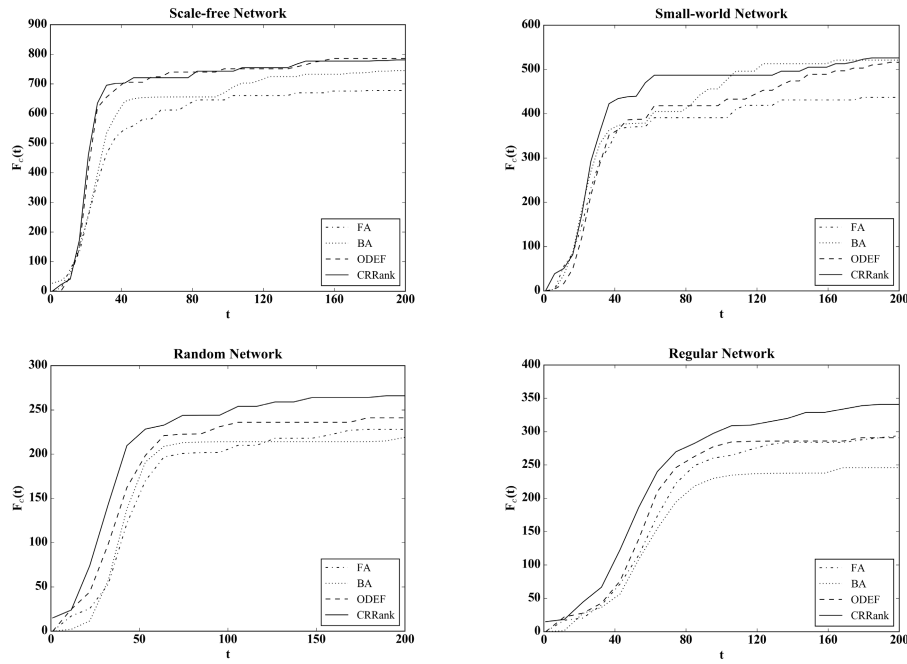 Scale-free Network
900
800
700
600
500
400
300
200
100
0
F_c(t)
0 40 80 120 160 200
t
FA
BA
ODEF
CRRank
Small-world Network
600
500
400
300
200
100
0
F_c(t)
0 40 80 120 160 200
t
FA
BA
ODEF
CRRank
Random Network
300
250
200
150
100
50
0
F_c(t)
0 50 100 150 200
t
FA
BA
ODEF
CRRank
Regular Network
400
350
300
250
200
150
100
50
0
F_c(t)
0 40 80 120 160 200
t
FA
BA
ODEF
CRRank